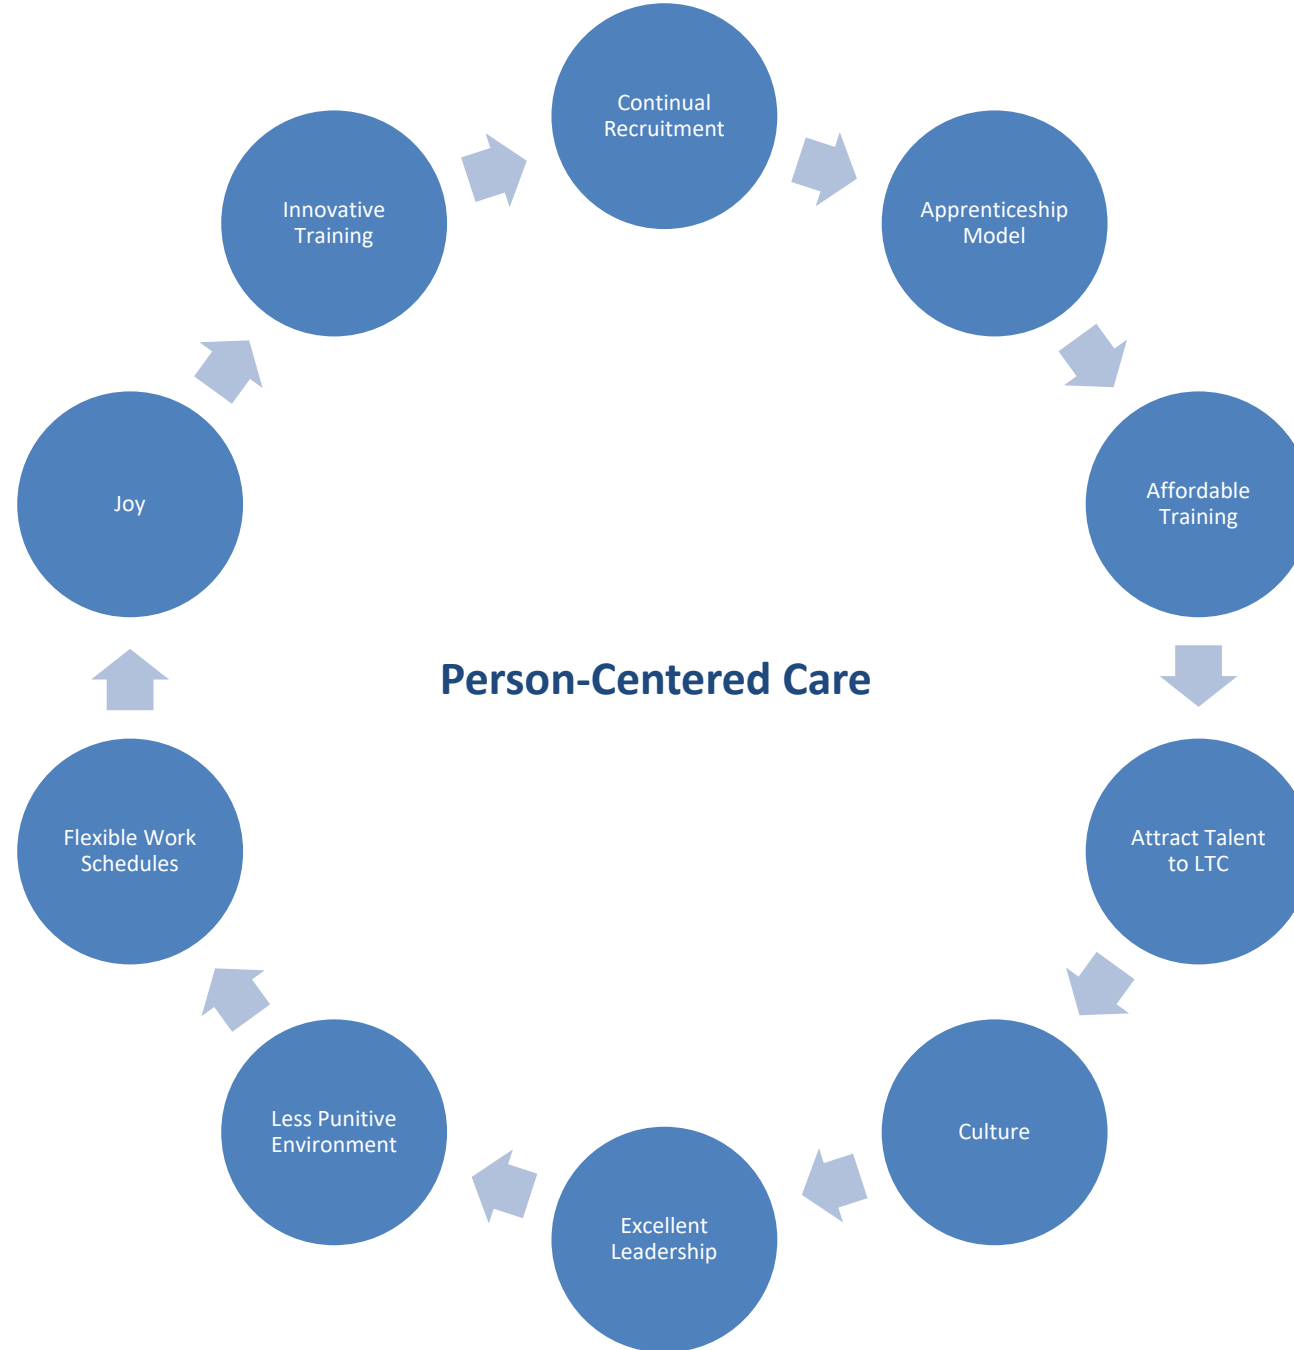 Continual
Recruitment
Apprenticeship
Model
Affordable
Training
Attract Talent
to LTC
Culture
Excellent
Leadership
Less Punitive
Environment
Flexible Work
Schedules
Joy
Innovative
Training
Person-Centered Care